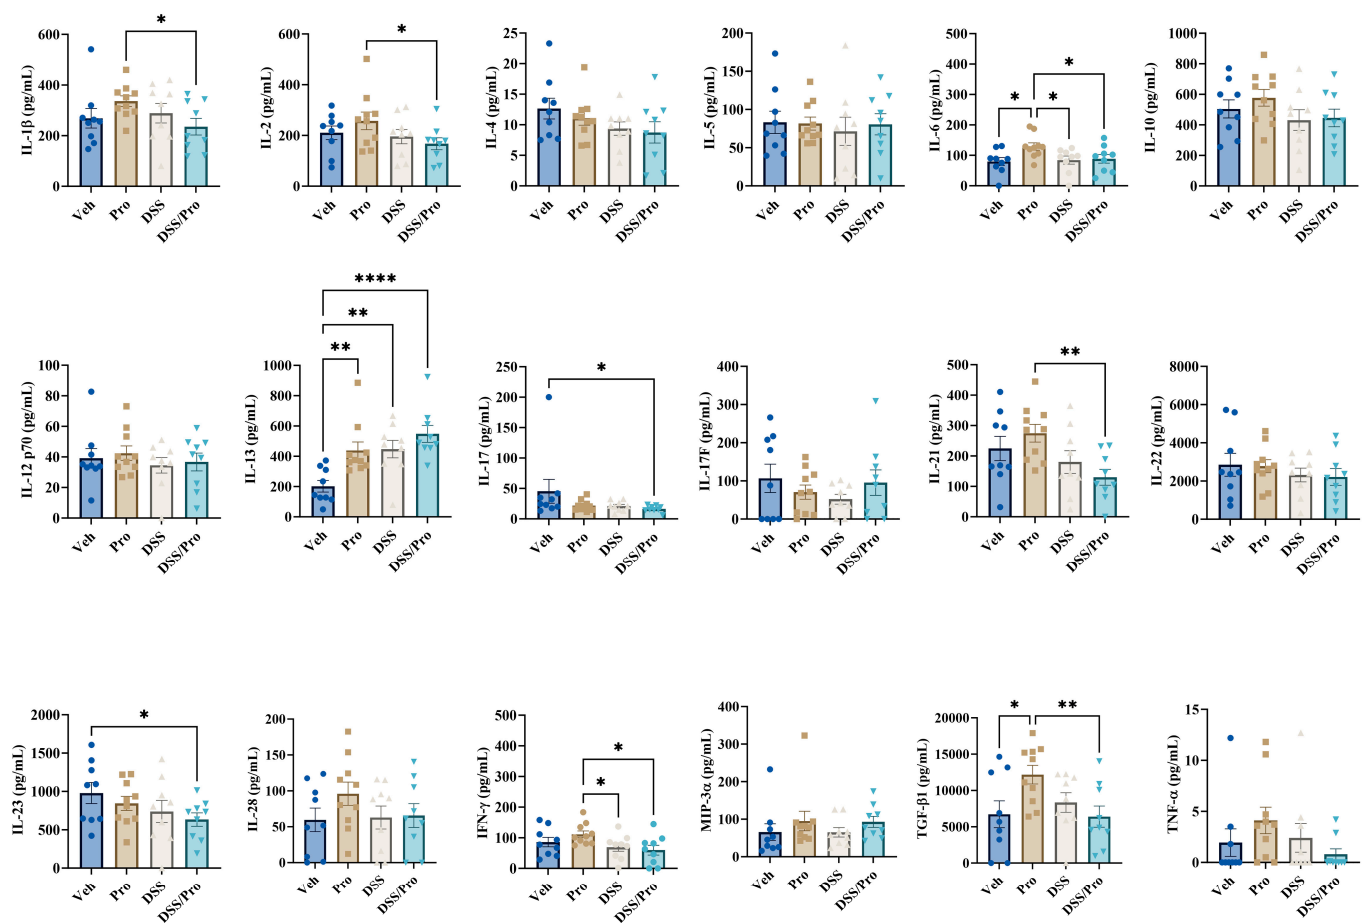 *
IL-1β (pg/mL)
600
400
200
0
Veh
Pro
DSS
DSS/Pro
*
IL-2 (pg/mL)
600
400
200
0
Veh
Pro
DSS
DSS/Pro
IL-4 (pg/mL)
25
20
15
10
5
0
Veh
Pro
DSS
DSS/Pro
IL-5 (pg/mL)
200
150
100
50
0
Veh
Pro
DSS
DSS/Pro
*
*
*
IL-6 (pg/mL)
500
400
300
200
100
0
Veh
Pro
DSS
DSS/Pro
IL-10 (pg/mL)
1000
800
600
400
200
0
Veh
Pro
DSS
DSS/Pro
IL-12 p70 (pg/mL)
100
80
60
40
20
0
Veh
Pro
DSS
DSS/Pro
****
**
**
IL-13 (pg/mL)
1000
800
600
400
200
0
Veh
Pro
DSS
DSS/Pro
*
IL-17 (pg/mL)
250
200
150
100
50
0
Veh
Pro
DSS
DSS/Pro
IL-17F (pg/mL)
400
300
200
100
0
Veh
Pro
DSS
DSS/Pro
**
IL-21 (pg/mL)
500
400
300
200
100
0
Veh
Pro
DSS
DSS/Pro
IL-22 (pg/mL)
8000
6000
4000
2000
0
Veh
Pro
DSS
DSS/Pro
*
IL-23 (pg/mL)
2000
1500
1000
500
0
Veh
Pro
DSS
DSS/Pro
IL-28 (pg/mL)
200
150
100
50
0
Veh
Pro
DSS
DSS/Pro
*
*
IFN-γ (pg/mL)
500
400
300
200
100
0
Veh
Pro
DSS
DSS/Pro
MIP-3α (pg/mL)
400
300
200
100
0
Veh
Pro
DSS
DSS/Pro
*
**
TGF-β1 (pg/mL)
20000
15000
10000
5000
0
Veh
Pro
DSS
DSS/Pro
TNF-α (pg/mL)
15
10
5
0
Veh
Pro
DSS
DSS/Pro